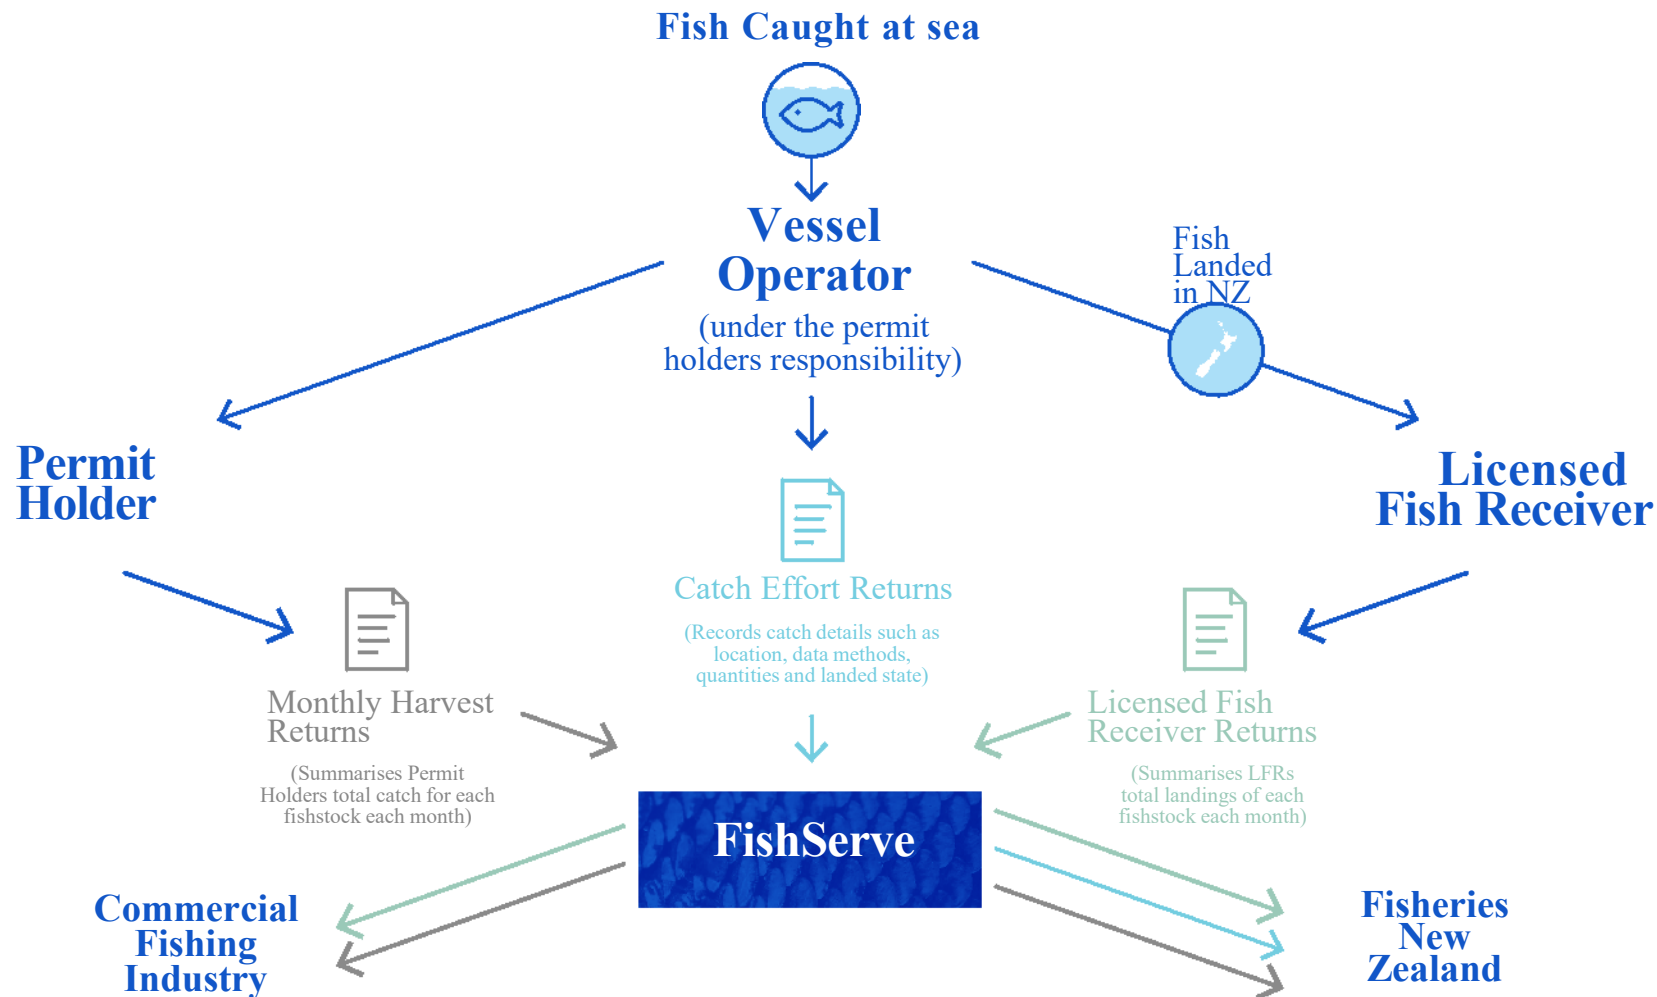 Fish Caught at sea
Vessel
Operator
(under the permit
holders responsibility)
Fish
Landed
in NZ
Permit
Holder
Licensed
Fish Receiver
Catch Effort Returns
(Records catch details such as
location, data methods,
quantities and landed state)
Monthly Harvest
Returns
(Summarises Permit
Holders total catch for each
fishstock each month)
Licensed Fish
Receiver Returns
(Summarises LFRs
total landings of each
fishstock each month)
FishServe
Commercial
Fishing
Industry
Fisheries
New
Zealand